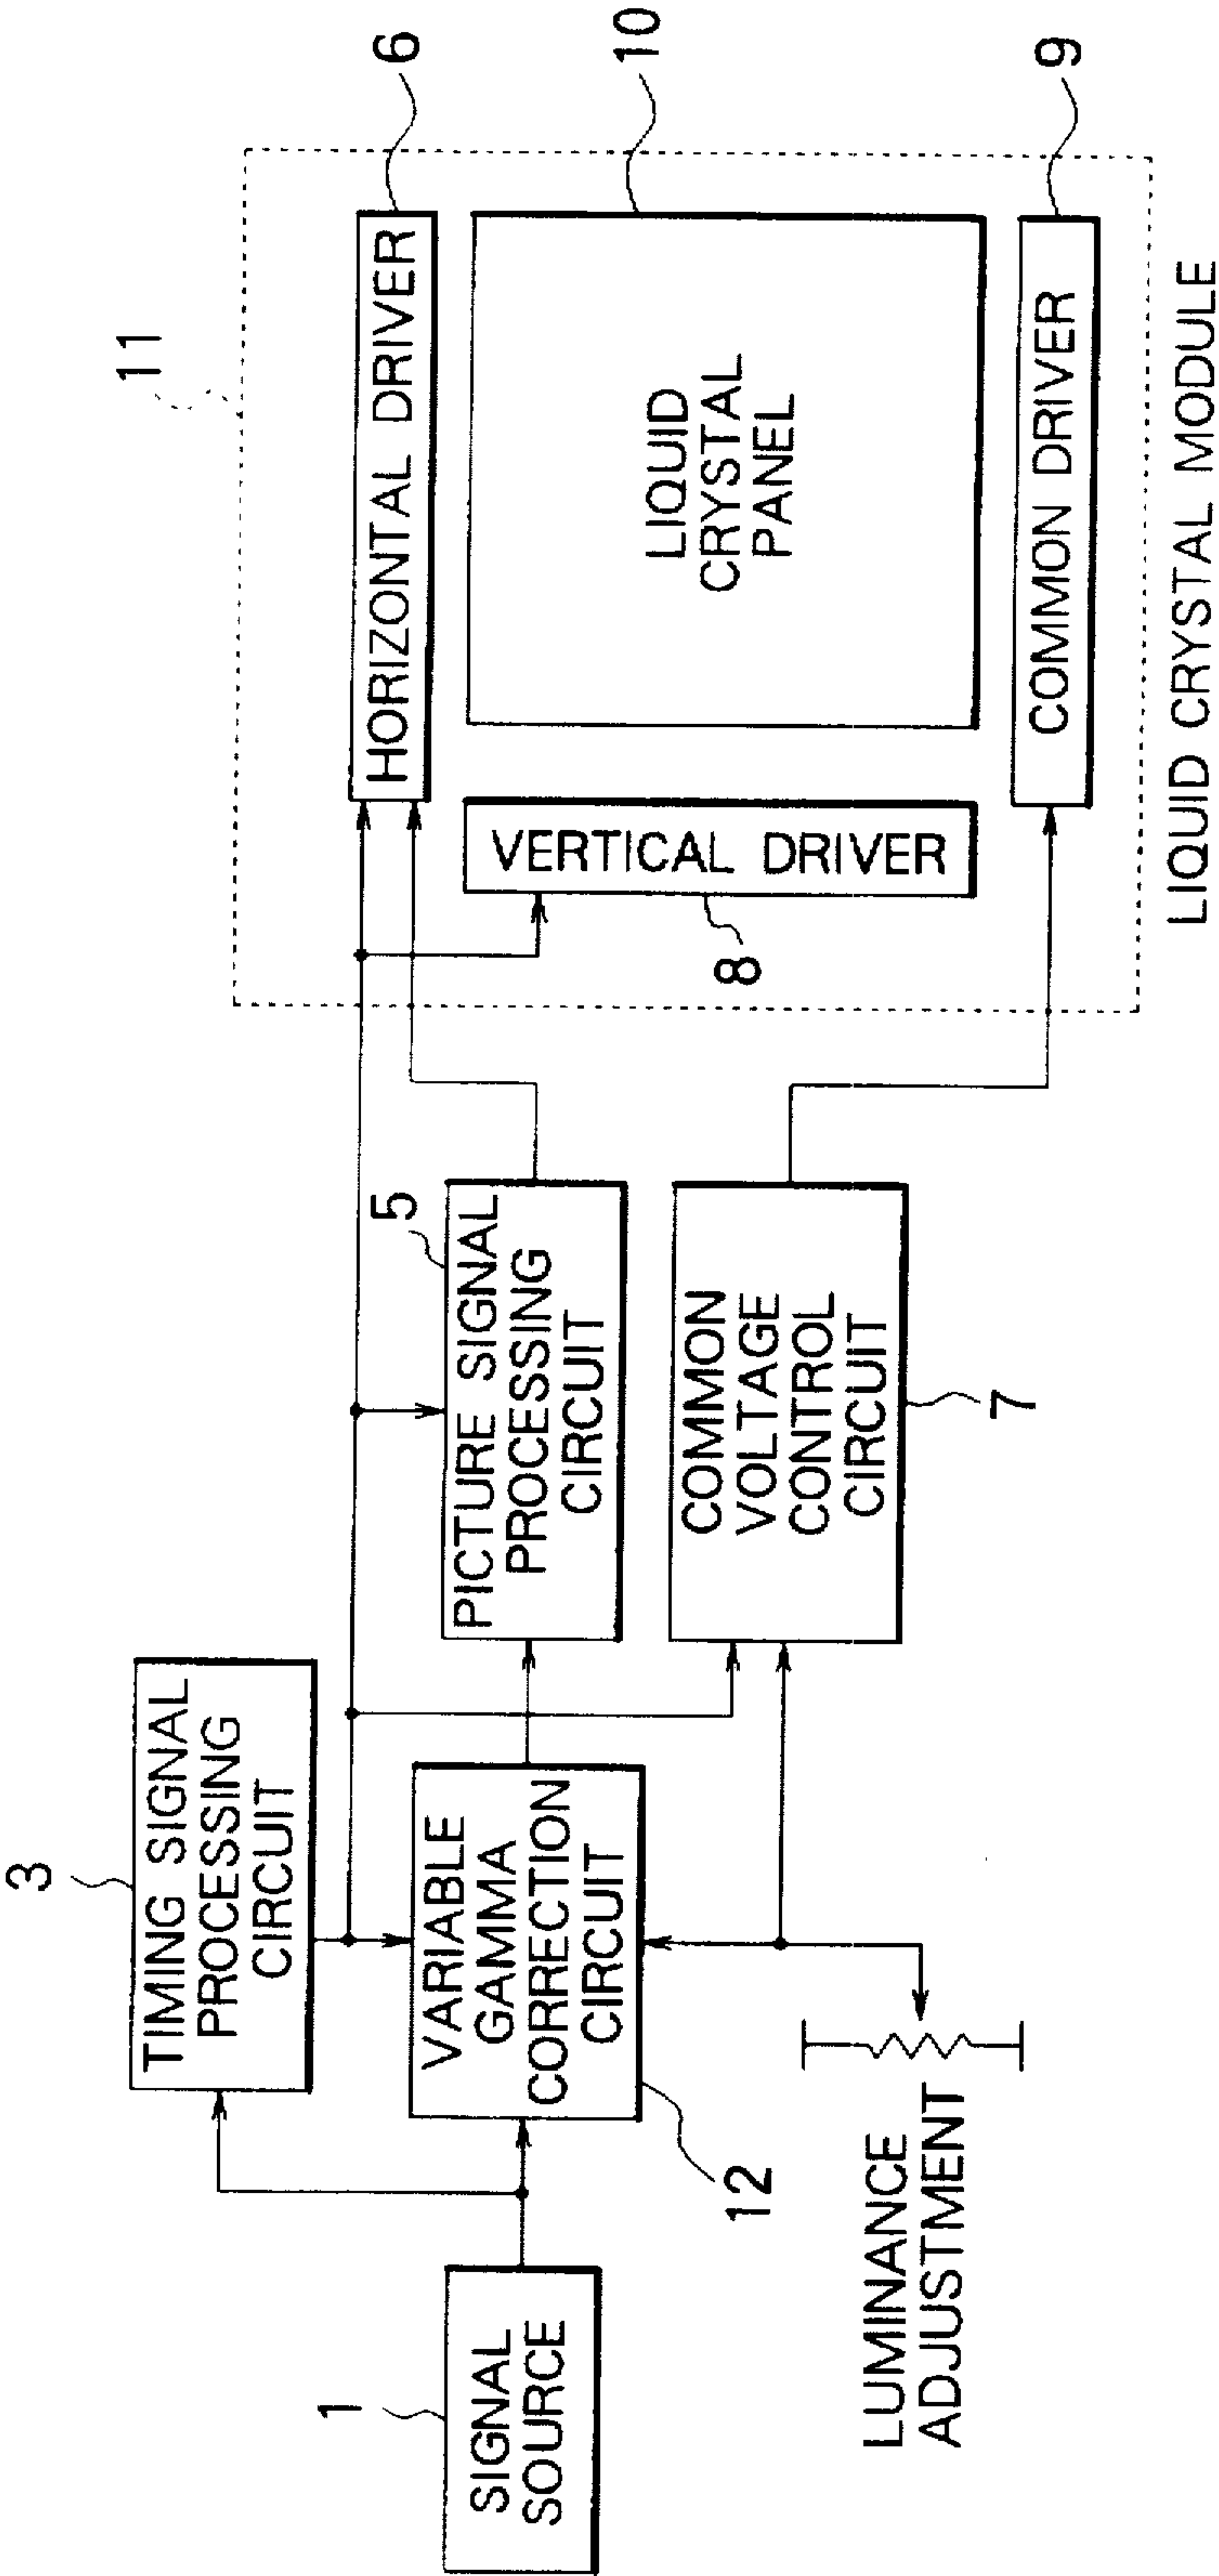 11
HORIZONTAL DRIVER
6
LIQUID
CRYSTAL
PANEL
10
VERTICAL DRIVER
8
COMMON DRIVER
9
LIQUID CRYSTAL MODULE
3
TIMING SIGNAL
PROCESSING
CIRCUIT
5
PICTURE SIGNAL
PROCESSING
CIRCUIT
COMMON
VOLTAGE
CONTROL
CIRCUIT
7
VARIABLE
GAMMA
CORRECTION
CIRCUIT
12
1
SIGNAL
SOURCE
LUMINANCE
ADJUSTMENT